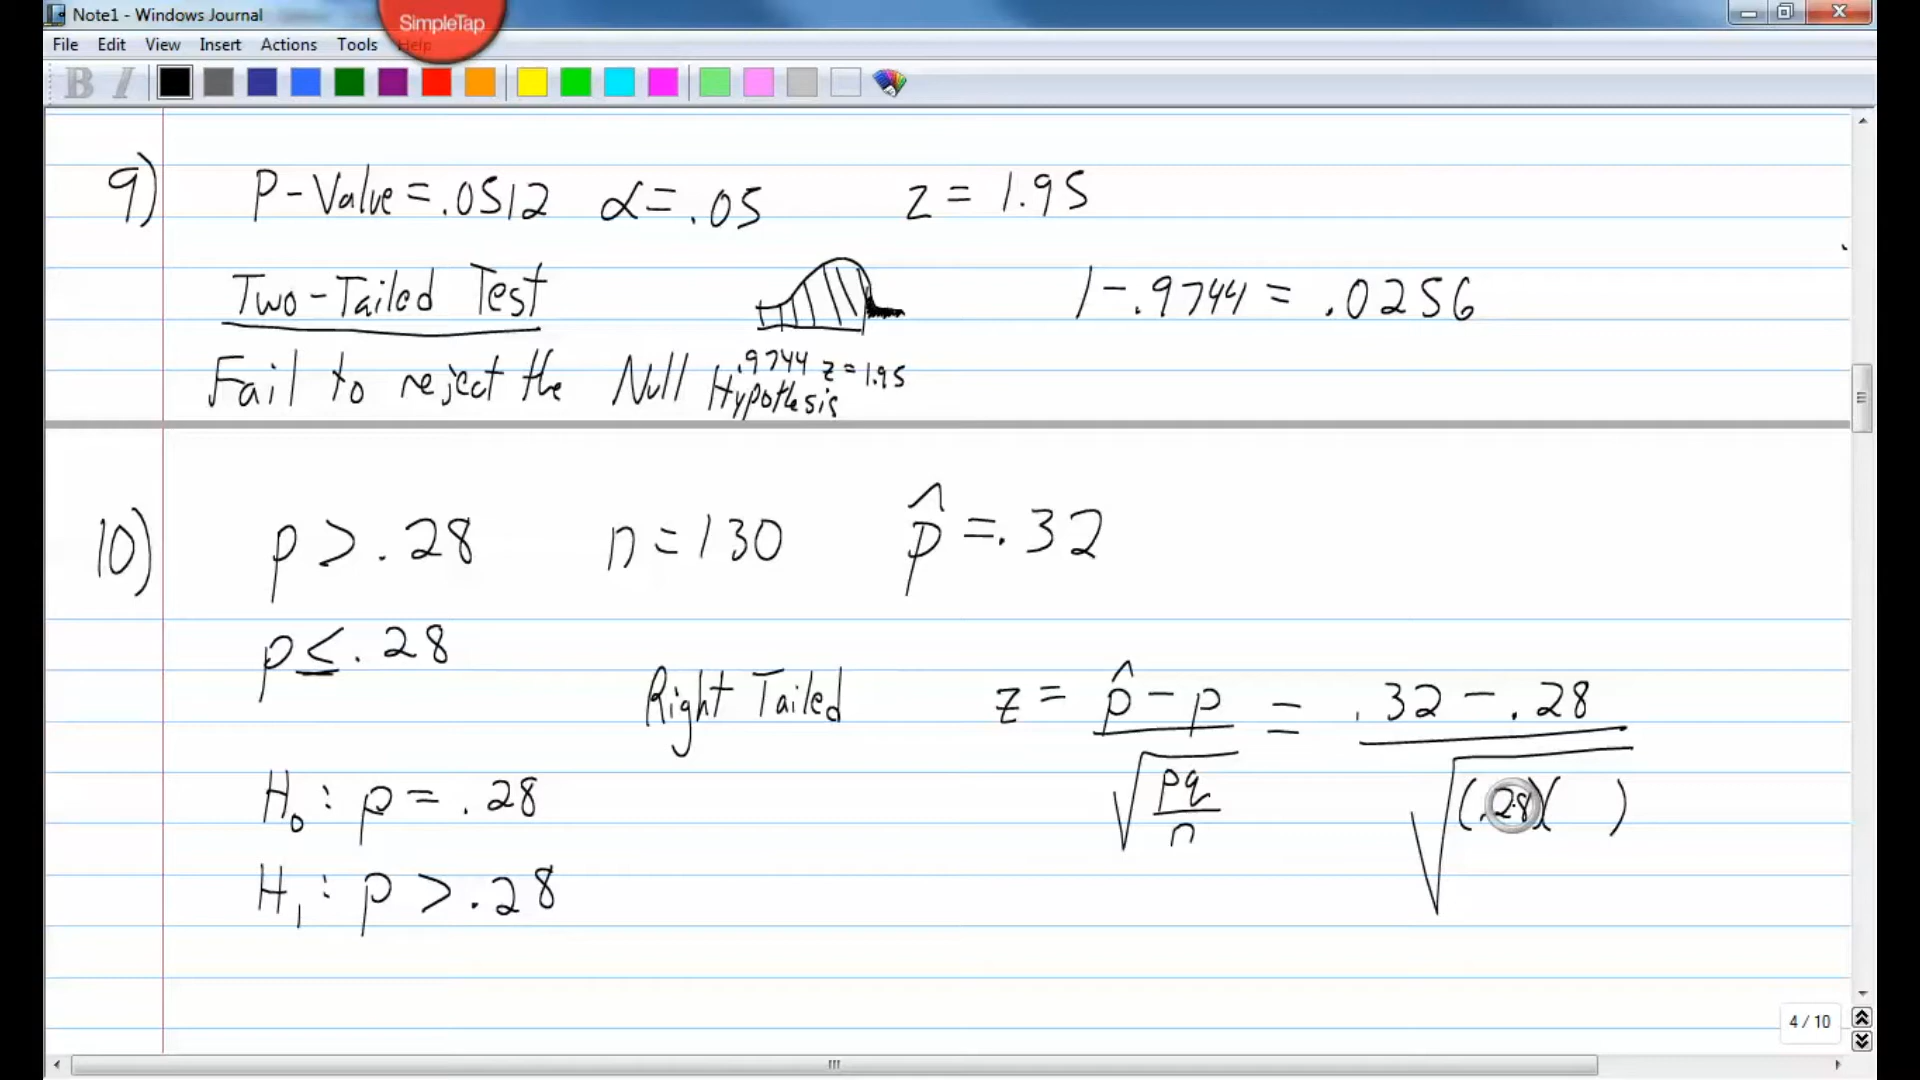 Note1 - Windows Journal
SimpleTap
File Edit View Insert Actions Tools Help
B I
9) P-Value = .0512 α = .05 z = 1.95
Two-Tailed Test 1 - .9744 = .0256
.9744 z = 1.95
Fail to reject the Null Hypothesis
10) p > .28 n = 130 p̂ = .32
p ≤ .28
Right Tailed z = p̂ - p = .32 - .28
√ pq √ (.28)( )
n
H₀ : p = .28
H₁ : p > .28
4 / 10